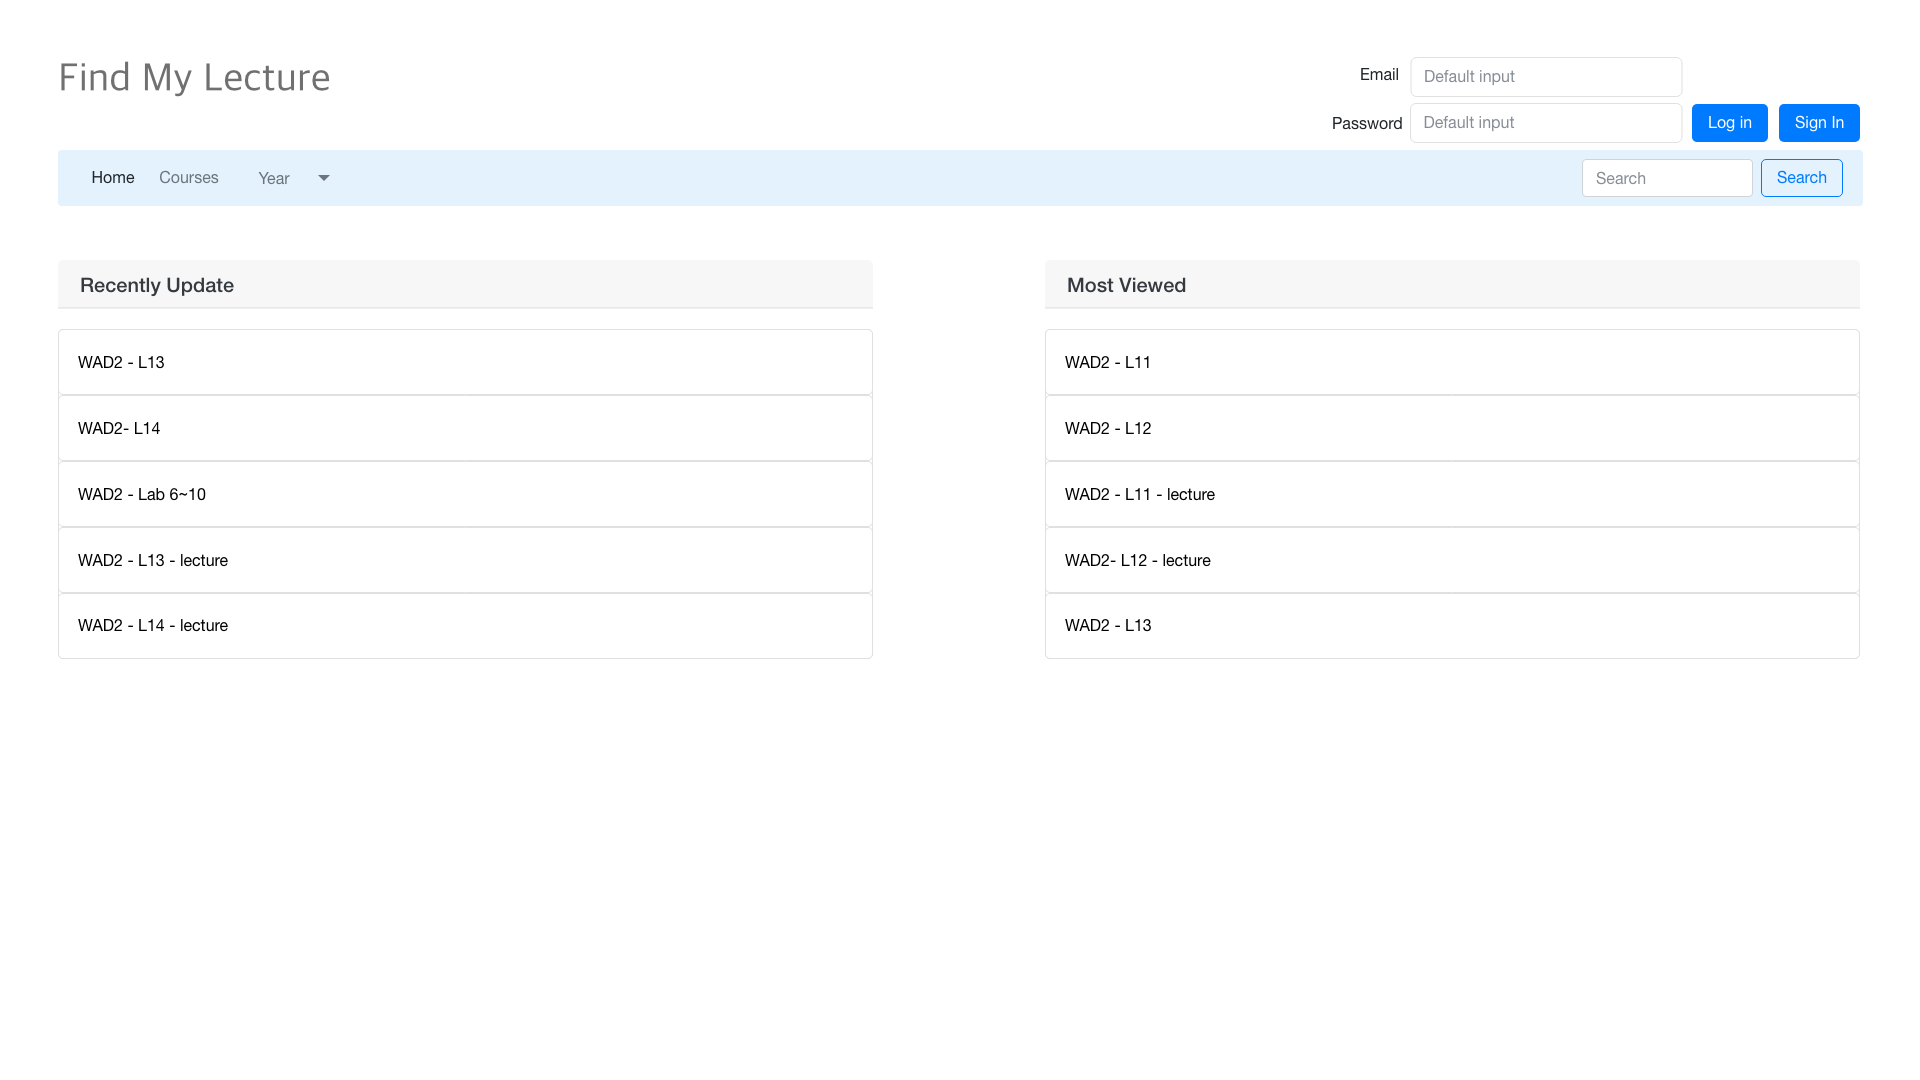 Find My Lecture
Email Default input
Password Default input Log in Sign In
Home Courses Year Search Search
Recently Update
WAD2 - L13
WAD2- L14
WAD2 - Lab 6~10
WAD2 - L13 - lecture
WAD2 - L14 - lecture
Most Viewed
WAD2 - L11
WAD2 - L12
WAD2 - L11 - lecture
WAD2- L12 - lecture
WAD2 - L13